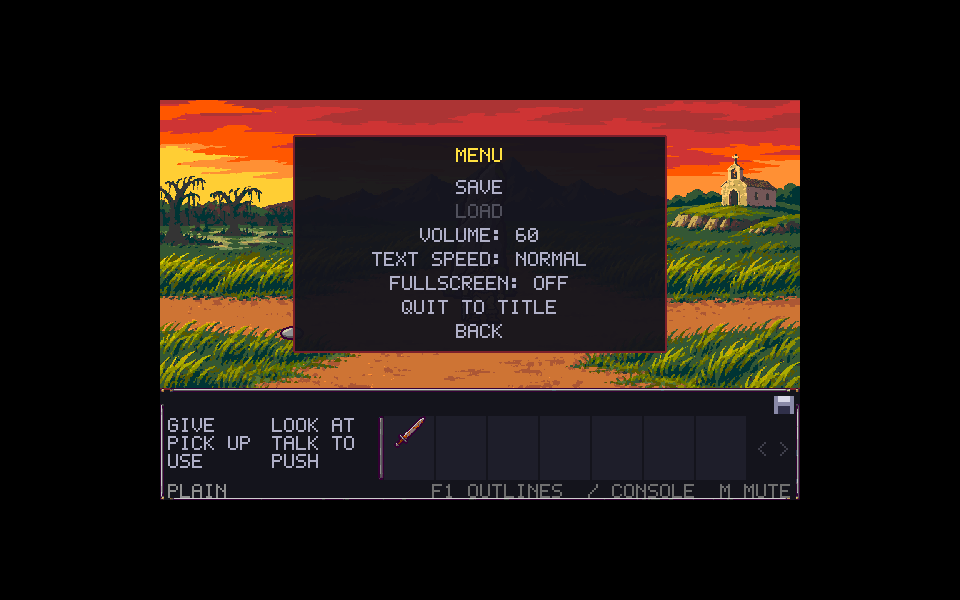 MENU
SAVE
LOAD
VOLUME: 60
TEXT SPEED: NORMAL
FULLSCREEN: OFF
QUIT TO TITLE
BACK
GIVE LOOK AT
PICK UP TALK TO
USE PUSH
< >
PLAIN F1 OUTLINES / CONSOLE M MUTE